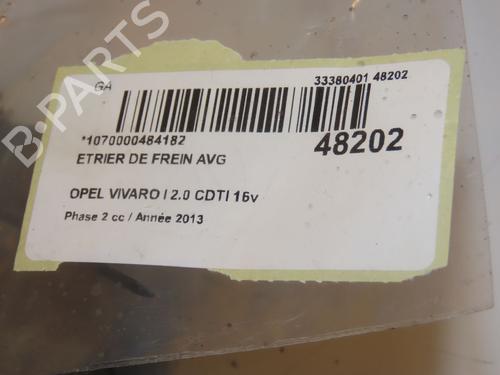 B-PARTS
GA
33380401 48202
*1070000484182
48202
ETRIER DE FREIN AVG
OPEL VIVARO I 2.0 CDTI 16v
Phase 2 cc / Année 2013